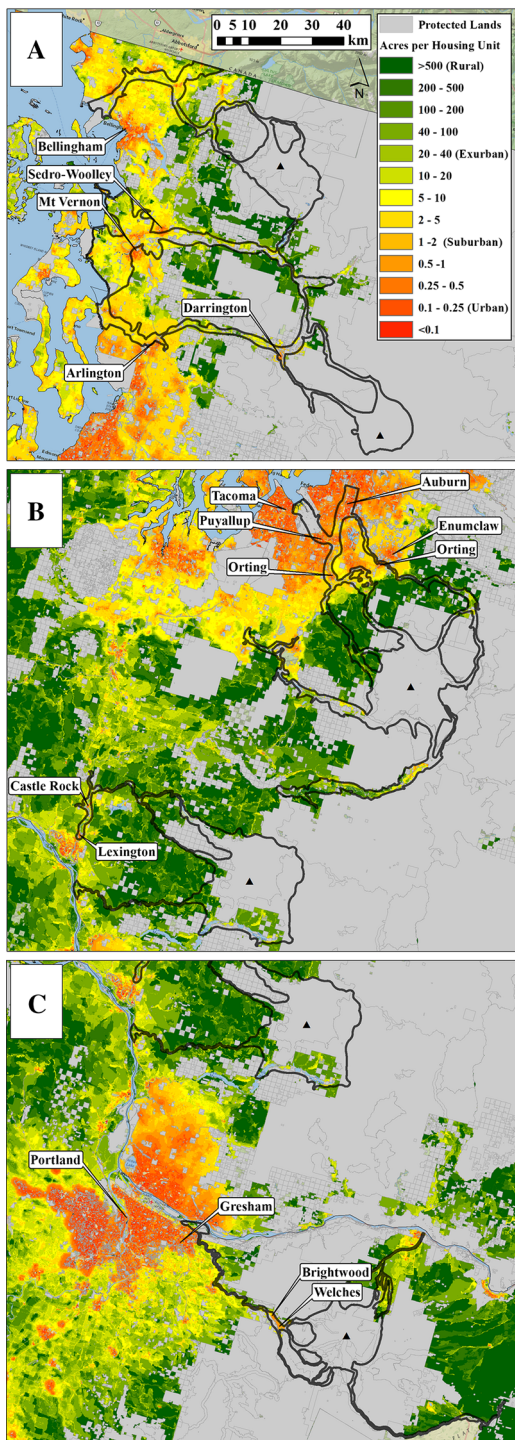 A
0 5 10 20 30 40
km
N
CANADA
Protected Lands
Acres per Housing Unit
>500 (Rural)
200 - 500
100 - 200
40 - 100
20 - 40 (Exurban)
10 - 20
5 - 10
2 - 5
1 -2 (Suburban)
0.5 -1
0.25 - 0.5
0.1 - 0.25 (Urban)
<0.1
Bellingham
Sedro-Woolley
Mt Vernon
Darrington
Arlington
B
Tacoma
Auburn
Puyallup
Enumclaw
Orting
Orting
Castle Rock
Lexington
C
Portland
Gresham
Brightwood
Welches